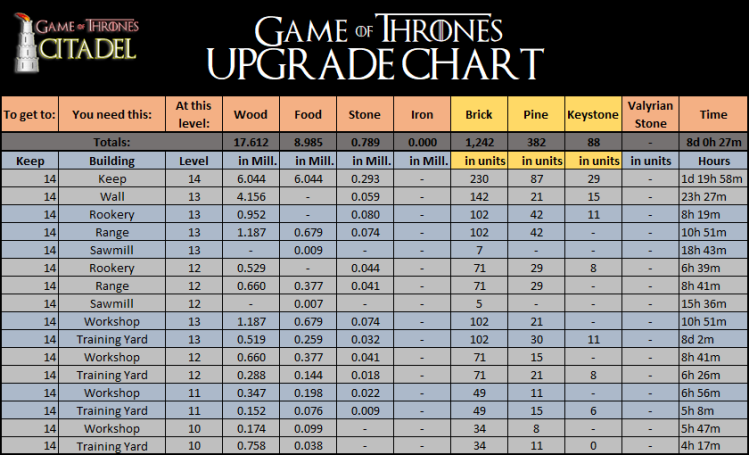 GAME OF THRONES
CITADEL
GAME OF THRONES
UPGRADE CHART
To get to: You need this: At this level: Wood Food Stone Iron Brick Pine Keystone Valyrian Stone Time
Totals: 17.612 8.985 0.789 0.000 1,242 382 88 - 8d 0h 27m
Keep Building Level in Mill. in Mill. in Mill. in Mill. in units in units in units in units Hours
14 Keep 14 6.044 6.044 0.293 - 230 87 29 - 1d 19h 58m
14 Wall 13 4.156 - 0.059 - 142 21 15 - 23h 27m
14 Rookery 13 0.952 - 0.080 - 102 42 11 - 8h 19m
14 Range 13 1.187 0.679 0.074 - 102 42 - - 10h 51m
14 Sawmill 13 - 0.009 - - 7 - - - 18h 43m
14 Rookery 12 0.529 - 0.044 - 71 29 8 - 6h 39m
14 Range 12 0.660 0.377 0.041 - 71 29 - - 8h 41m
14 Sawmill 12 - 0.007 - - 5 - - - 15h 36m
14 Workshop 13 1.187 0.679 0.074 - 102 21 - - 10h 51m
14 Training Yard 13 0.519 0.259 0.032 - 102 30 11 - 8d 2m
14 Workshop 12 0.660 0.377 0.041 - 71 15 - - 8h 41m
14 Training Yard 12 0.288 0.144 0.018 - 71 21 8 - 6h 26m
14 Workshop 11 0.347 0.198 0.022 - 49 11 - - 6h 56m
14 Training Yard 11 0.152 0.076 0.009 - 49 15 6 - 5h 8m
14 Workshop 10 0.174 0.099 - - 34 8 - - 5h 47m
14 Training Yard 10 0.758 0.038 - - 34 11 0 - 4h 17m